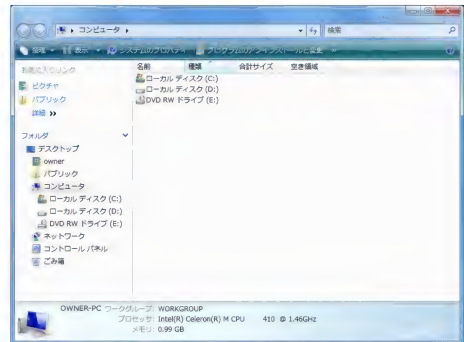 コンピュータ
検索
整理 表示 システムのプロパティ プログラムのアンインストールと変更 »
お気に入りリンク
ピクチャ
パブリック
詳細 »
フォルダ
デスクトップ
owner
パブリック
コンピュータ
ローカル ディスク (C:)
ローカル ディスク (D:)
DVD RW ドライブ (E:)
ネットワーク
コントロール パネル
ごみ箱
名前 種類 合計サイズ 空き領域
ローカル ディスク (C:)
ローカル ディスク (D:)
DVD RW ドライブ (E:)
OWNER-PC ワークグループ: WORKGROUP
プロセッサ: Intel(R) Celeron(R) M CPU 410 @ 1.46GHz
メモリ: 0.99 GB